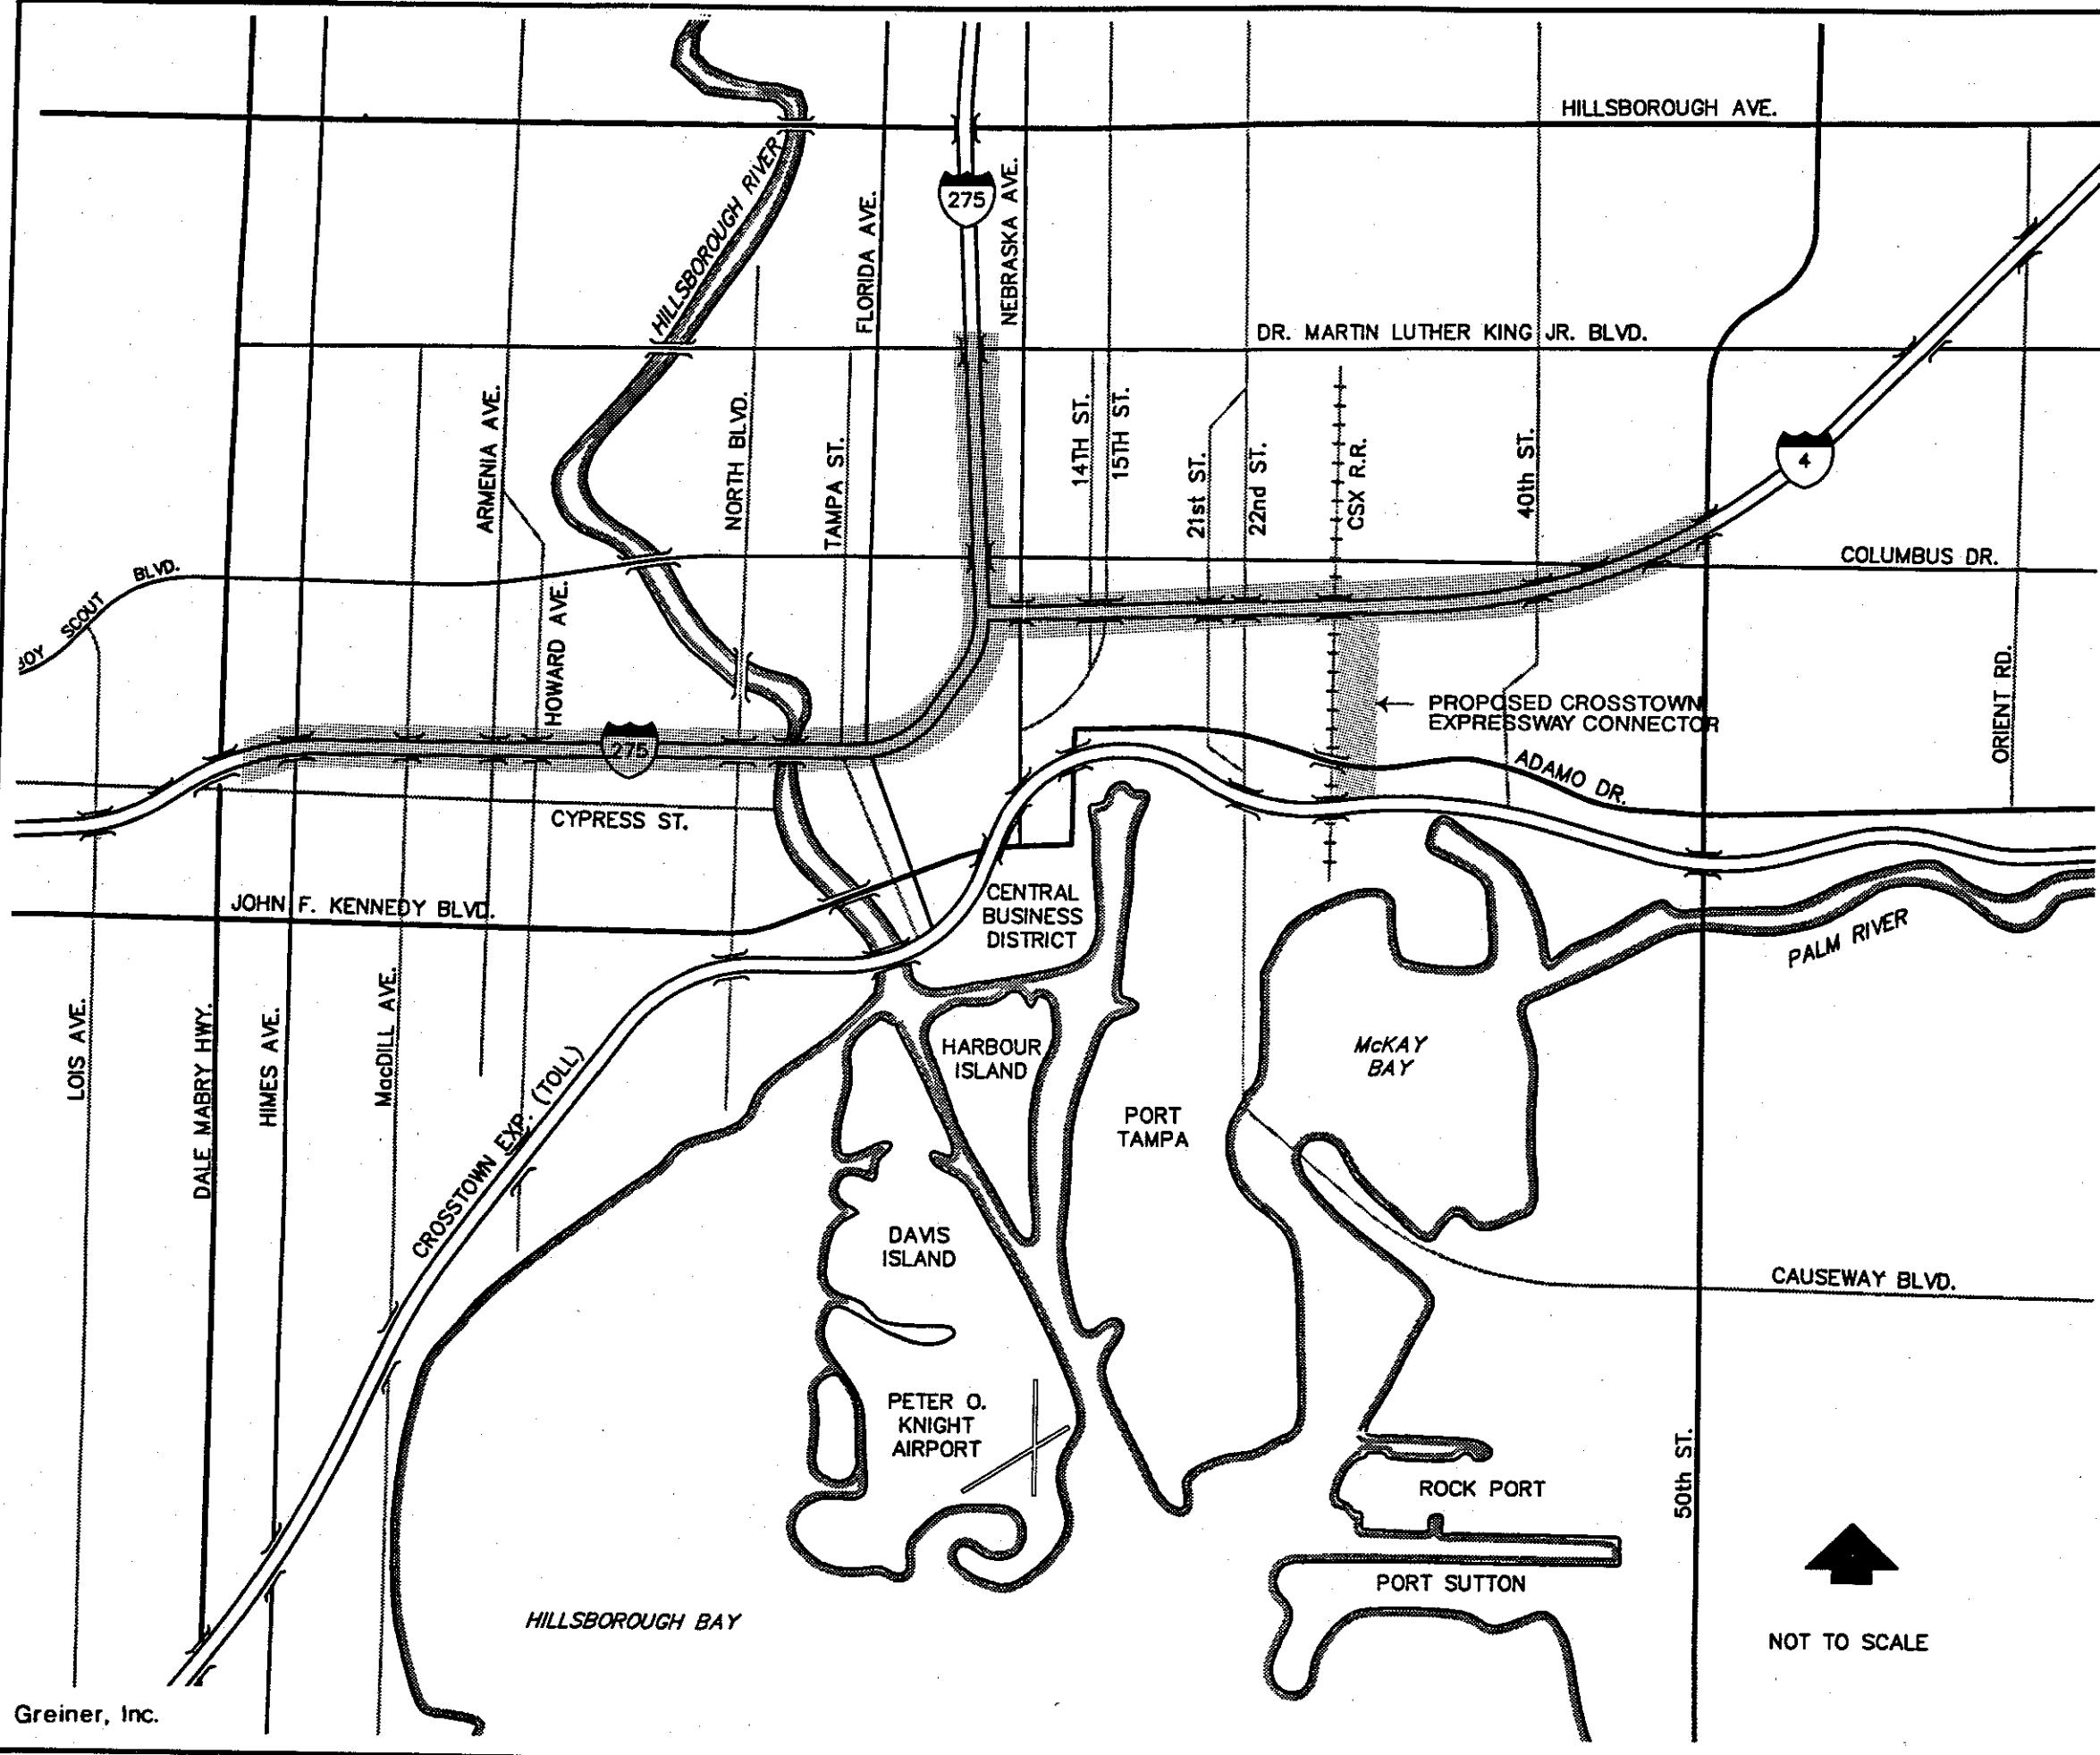 HILLSBOROUGH AVE.
HILLSBOROUGH RIVER
FLORIDA AVE.
275
NEBRASKA AVE.
DR. MARTIN LUTHER KING JR. BLVD.
ARMENIA AVE.
NORTH BLVD.
TAMPA ST.
14TH ST.
15TH ST.
21st ST.
22nd ST.
CSX R.R.
40th ST.
4
COLUMBUS DR.
BOY SCOUT BLVD.
HOWARD AVE.
275
PROPOSED CROSSTOWN
EXPRESSWAY CONNECTOR
ORIENT RD.
ADAMO DR.
CYPRESS ST.
JOHN F. KENNEDY BLVD.
CENTRAL
BUSINESS
DISTRICT
PALM RIVER
LOIS AVE.
DALE MABRY HWY.
HIMES AVE.
MacDILL AVE.
CROSSTOWN EXP. (TOLL)
HARBOUR
ISLAND
McKAY
BAY
PORT
TAMPA
DAVIS
ISLAND
CAUSEWAY BLVD.
PETER O.
KNIGHT
AIRPORT
50th ST.
ROCK PORT
PORT SUTTON
HILLSBOROUGH BAY
NOT TO SCALE
Greiner, Inc.